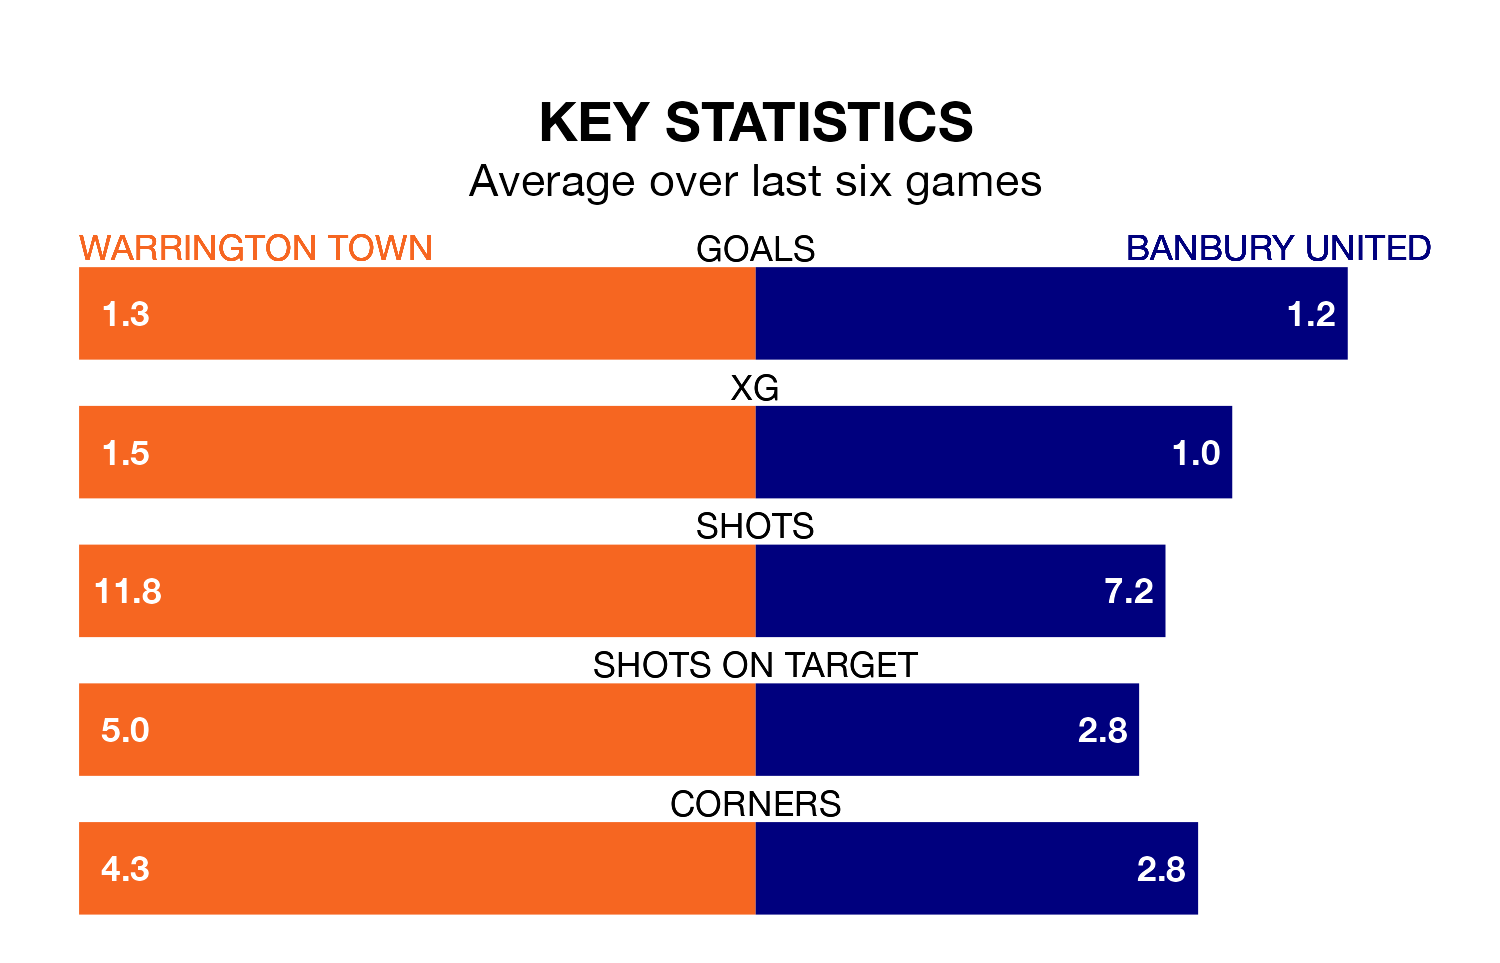 KEY STATISTICS
Average over last six games
WARRINGTON TOWN GOALS BANBURY UNITED
1.3 1.2
XG
1.5 1.0
SHOTS
11.8 7.2
SHOTS ON TARGET
5.0 2.8
CORNERS
4.3 2.8